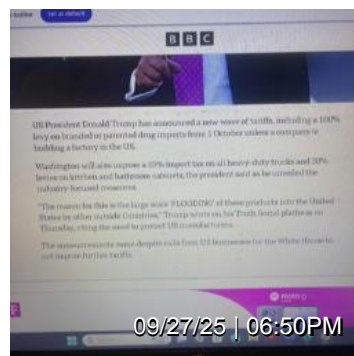 Set as default
BBC
US President Donald Trump has announced a new wave of tariffs, including a 100%
levy on branded or patented drug imports from 1 October unless a company is
building a factory in the US.
Washington will also impose a 25% import tax on all heavy-duty trucks and 50%
levies on kitchen and bathroom cabinets, the president said as he unveiled the
industry-focused measures.
"The reason for this is the large scale 'FLOODING' of these products into the United
States by other outside Countries," Trump wrote on his Truth Social platform on
Thursday, citing the need to protect US manufacturers.
The announcements come despite calls from US businesses for the White House to
not impose further tariffs.
09/27/25 | 06:50PM